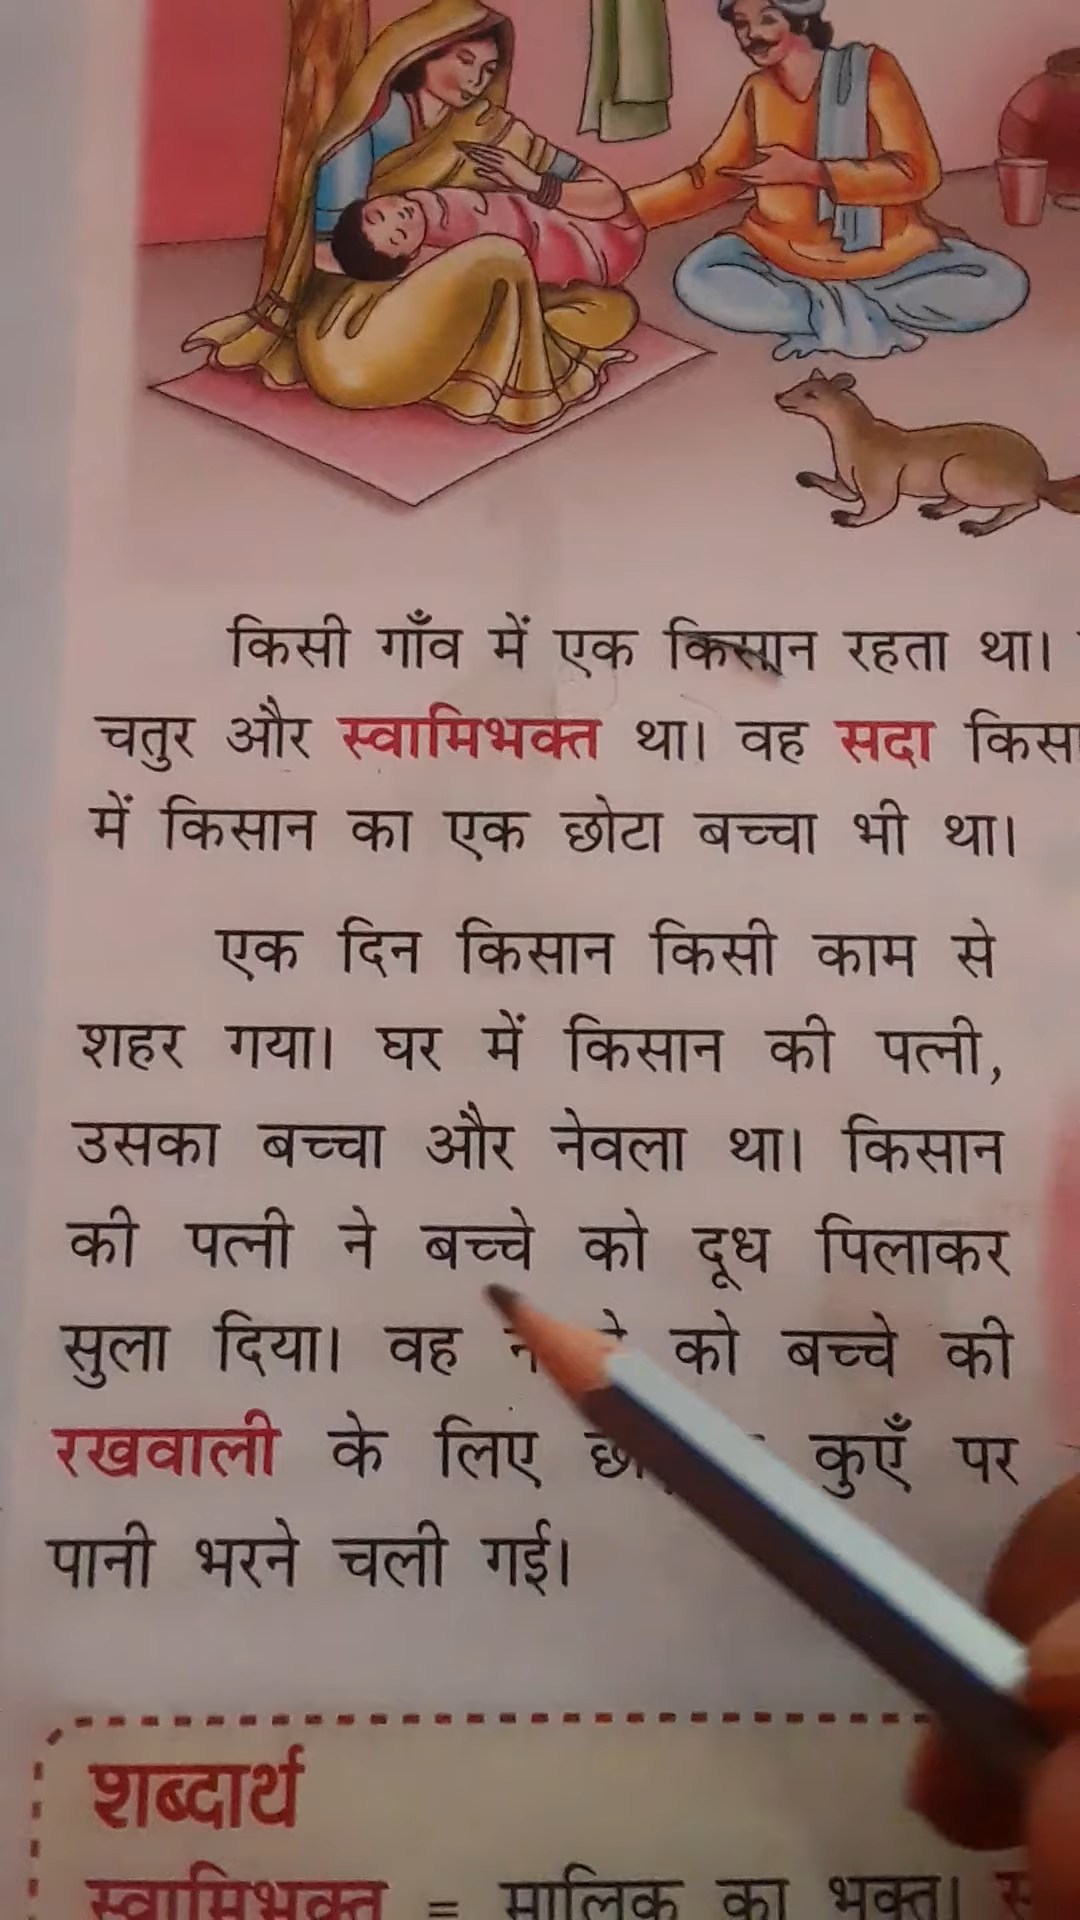 किसी गाँव में एक किसान रहता था।
चतुर और स्वामिभक्त था। वह सदा
में किसान का एक छोटा बच्चा भी था।
एक दिन किसान किसी काम से
शहर गया। घर में किसान की पत्नी,
उसका बच्चा और नेवला था। किसान
की पत्नी ने बच्चे को दूध पिलाकर
सुला दिया। वह को बच्चे की
रखवाली के लिए कुएँ पर
पानी भरने चली गई।
शब्दार्थ
स्वामिभक्त = मालिक का भक्त।